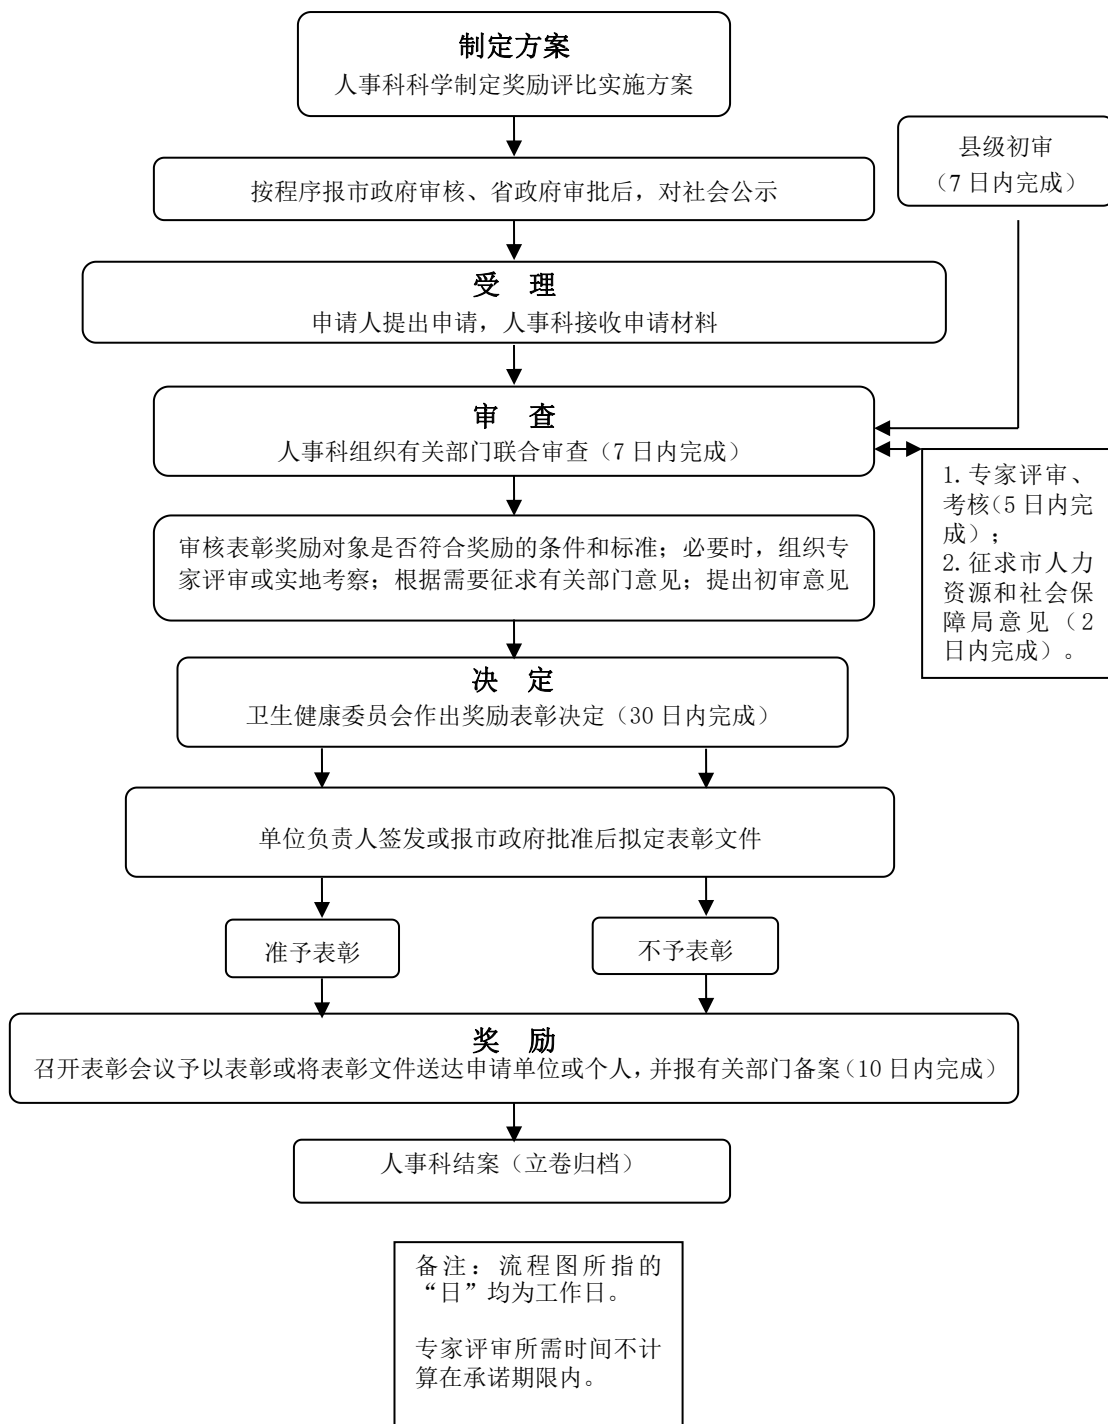 制定方案
人事科科学制定奖励评比实施方案
县级初审
（7日内完成）
按程序报市政府审核、省政府审批后，对社会公示
受 理
申请人提出申请，人事科接收申请材料
审 查
人事科组织有关部门联合审查（7日内完成）
1.专家评审、
考核（5日内完
成）；
2.征求市人力
资源和社会保
障局意见（2
日内完成）。
审核表彰奖励对象是否符合奖励的条件和标准；必要时，组织专
家评审或实地考察；根据需要征求有关部门意见；提出初审意见
决 定
卫生健康委员会作出奖励表彰决定（30日内完成）
单位负责人签发或报市政府批准后拟定表彰文件
准予表彰
不予表彰
奖 励
召开表彰会议予以表彰或将表彰文件送达申请单位或个人，并报有关部门备案（10日内完成）
人事科结案（立卷归档）
备注：流程图所指的
“日”均为工作日。
专家评审所需时间不计
算在承诺期限内。